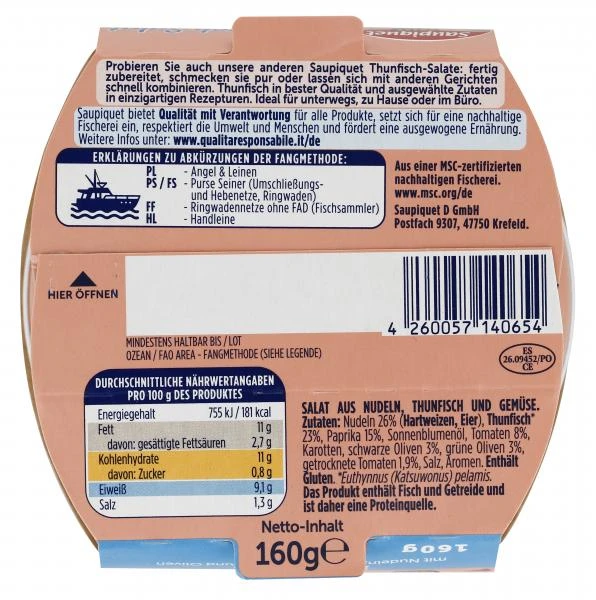 Saupiquet
Probieren Sie auch unsere anderen Saupiquet Thunfisch-Salate: fertig
zubereitet, schmecken sie pur oder lassen sich mit anderen Gerichten
schnell kombinieren. Thunfisch in bester Qualität und ausgewählte Zutaten
in einzigartigen Rezepturen. Ideal für unterwegs, zu Hause oder im Büro.
Saupiquet bietet Qualität mit Verantwortung für alle Produkte, setzt sich für eine nachhaltige
Fischerei ein, respektiert die Umwelt und Menschen und fördert eine ausgewogene Ernährung.
Weitere Infos unter: www.qualitaresponsabile.it/de
ERKLÄRUNGEN ZU ABKÜRZUNGEN DER FANGMETHODE:
PL - Angel & Leinen
PS / FS - Purse Seiner (Umschließungs-
und Hebenetze, Ringwaden)
FF - Ringwadennetze ohne FAD (Fischsammler)
HL - Handleine
Aus einer MSC-zertifizierten
nachhaltigen Fischerei.
www.msc.org/de
Saupiquet D GmbH
Postfach 9307, 47750 Krefeld.
HIER ÖFFNEN
4 260057 140654
MINDESTENS HALTBAR BIS / LOT
OZEAN / FAO AREA - FANGMETHODE (SIEHE LEGENDE)
ES
26.09452/PO
CE
DURCHSCHNITTLICHE NÄHRWERTANGABEN
PRO 100 g DES PRODUKTES
Energiegehalt 755 kJ / 181 kcal
Fett 11 g
davon: gesättigte Fettsäuren 2,7 g
Kohlenhydrate 11 g
davon: Zucker 0,8 g
Eiweiß 9,1 g
Salz 1,3 g
SALAT AUS NUDELN, THUNFISCH UND GEMÜSE.
Zutaten: Nudeln 26% (Hartweizen, Eier), Thunfisch*
23%, Paprika 15%, Sonnenblumenöl, Tomaten 8%,
Karotten, schwarze Oliven 3%, grüne Oliven 3%,
getrocknete Tomaten 1,9%, Salz, Aromen. Enthält
Gluten. *Euthynnus (Katsuwonus) pelamis.
Das Produkt enthält Fisch und Getreide und
ist daher eine Proteinquelle.
Netto-Inhalt
160g e
160g
mit Nudeln
und Oliven